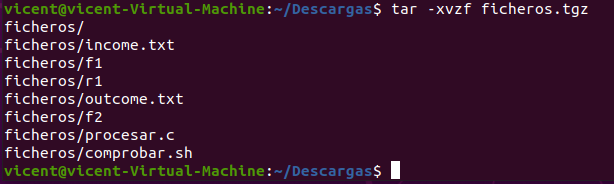 vicent@vicent-Virtual-Machine:~/Descargas$ tar -xvzf ficheros.tgz
ficheros/
ficheros/income.txt
ficheros/f1
ficheros/r1
ficheros/outcome.txt
ficheros/f2
ficheros/procesar.c
ficheros/comprobar.sh
vicent@vicent-Virtual-Machine:~/Descargas$